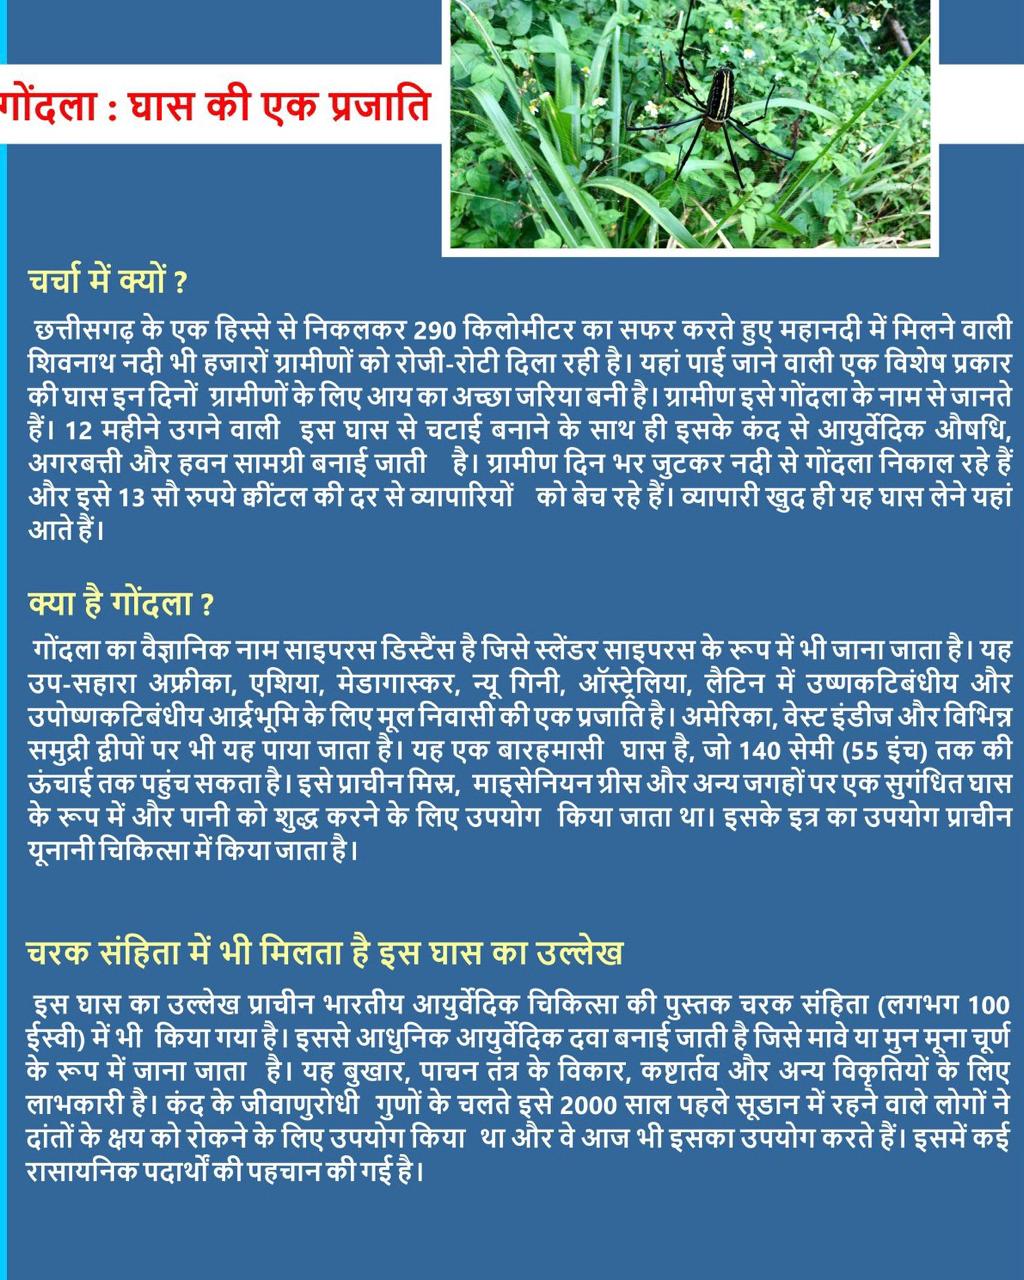 गोंदला : घास की एक प्रजाति
चर्चा में क्यों ?
छत्तीसगढ़ के एक हिस्से से निकलकर 290 किलोमीटर का सफर करते हुए महानदी में मिलने वाली
शिवनाथ नदी भी हजारों ग्रामीणों को रोजी-रोटी दिला रही है। यहां पाई जाने वाली एक विशेष प्रकार
की घास इन दिनों ग्रामीणों के लिए आय का अच्छा जरिया बनी है। ग्रामीण इसे गोंदला के नाम से जानते
हैं। 12 महीने उगने वाली इस घास से चटाई बनाने के साथ ही इसके कंद से आयुर्वेदिक औषधि,
अगरबत्ती और हवन सामग्री बनाई जाती है। ग्रामीण दिन भर जुटकर नदी से गोंदला निकाल रहे हैं
और इसे 13 सौ रुपये क्वींटल की दर से व्यापारियों को बेच रहे हैं। व्यापारी खुद ही यह घास लेने यहां
आते हैं।
क्या है गोंदला ?
गोंदला का वैज्ञानिक नाम साइपरस डिस्टैंस है जिसे स्लेंडर साइपरस के रूप में भी जाना जाता है। यह
उप-सहारा अफ्रीका, एशिया, मेडागास्कर, न्यू गिनी, ऑस्ट्रेलिया, लैटिन में उष्णकटिबंधीय और
उपोष्णकटिबंधीय आर्द्रभूमि के लिए मूल निवासी की एक प्रजाति है। अमेरिका, वेस्ट इंडीज और विभिन्न
समुद्री द्वीपों पर भी यह पाया जाता है। यह एक बारहमासी घास है, जो 140 सेमी (55 इंच) तक की
ऊंचाई तक पहुंच सकता है। इसे प्राचीन मिस्र, माइसेनियन ग्रीस और अन्य जगहों पर एक सुगंधित घास
के रूप में और पानी को शुद्ध करने के लिए उपयोग किया जाता था। इसके इत्र का उपयोग प्राचीन
यूनानी चिकित्सा में किया जाता है।
चरक संहिता में भी मिलता है इस घास का उल्लेख
इस घास का उल्लेख प्राचीन भारतीय आयुर्वेदिक चिकित्सा की पुस्तक चरक संहिता (लगभग 100
ईस्वी) में भी किया गया है। इससे आधुनिक आयुर्वेदिक दवा बनाई जाती है जिसे मावे या मुन मूना चूर्ण
के रूप में जाना जाता है। यह बुखार, पाचन तंत्र के विकार, कष्टार्तव और अन्य विकृतियों के लिए
लाभकारी है। कंद के जीवाणुरोधी गुणों के चलते इसे 2000 साल पहले सूडान में रहने वाले लोगों ने
दांतों के क्षय को रोकने के लिए उपयोग किया था और वे आज भी इसका उपयोग करते हैं। इसमें कई
रासायनिक पदार्थों की पहचान की गई है।